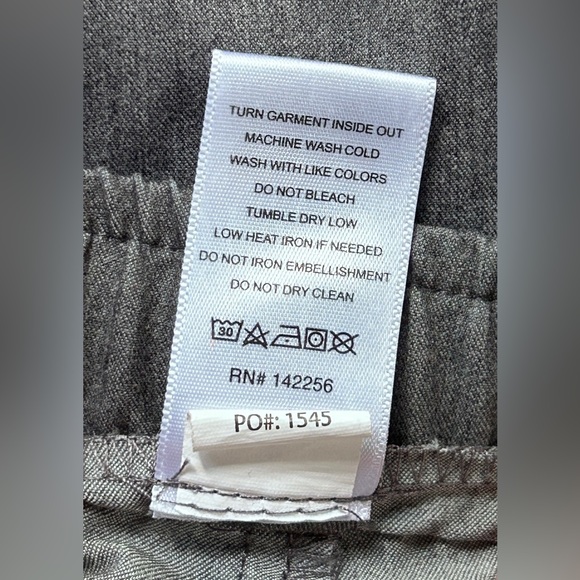 TURN GARMENT INSIDE OUT
MACHINE WASH COLD
WASH WITH LIKE COLORS
DO NOT BLEACH
TUMBLE DRY LOW
LOW HEAT IRON IF NEEDED
DO NOT IRON EMBELLISHMENT
DO NOT DRY CLEAN
30
RN# 142256
PO#: 1545